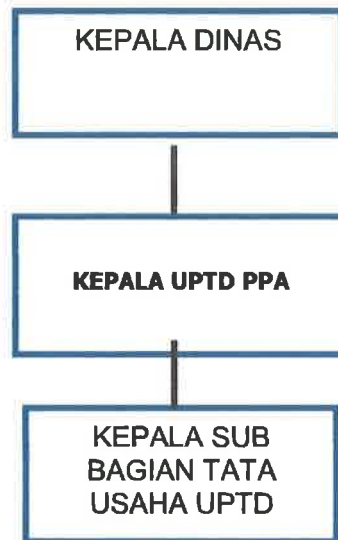 KEPALA DINAS
KEPALA UPTD PPA
KEPALA SUB
BAGIAN TATA
USAHA UPTD